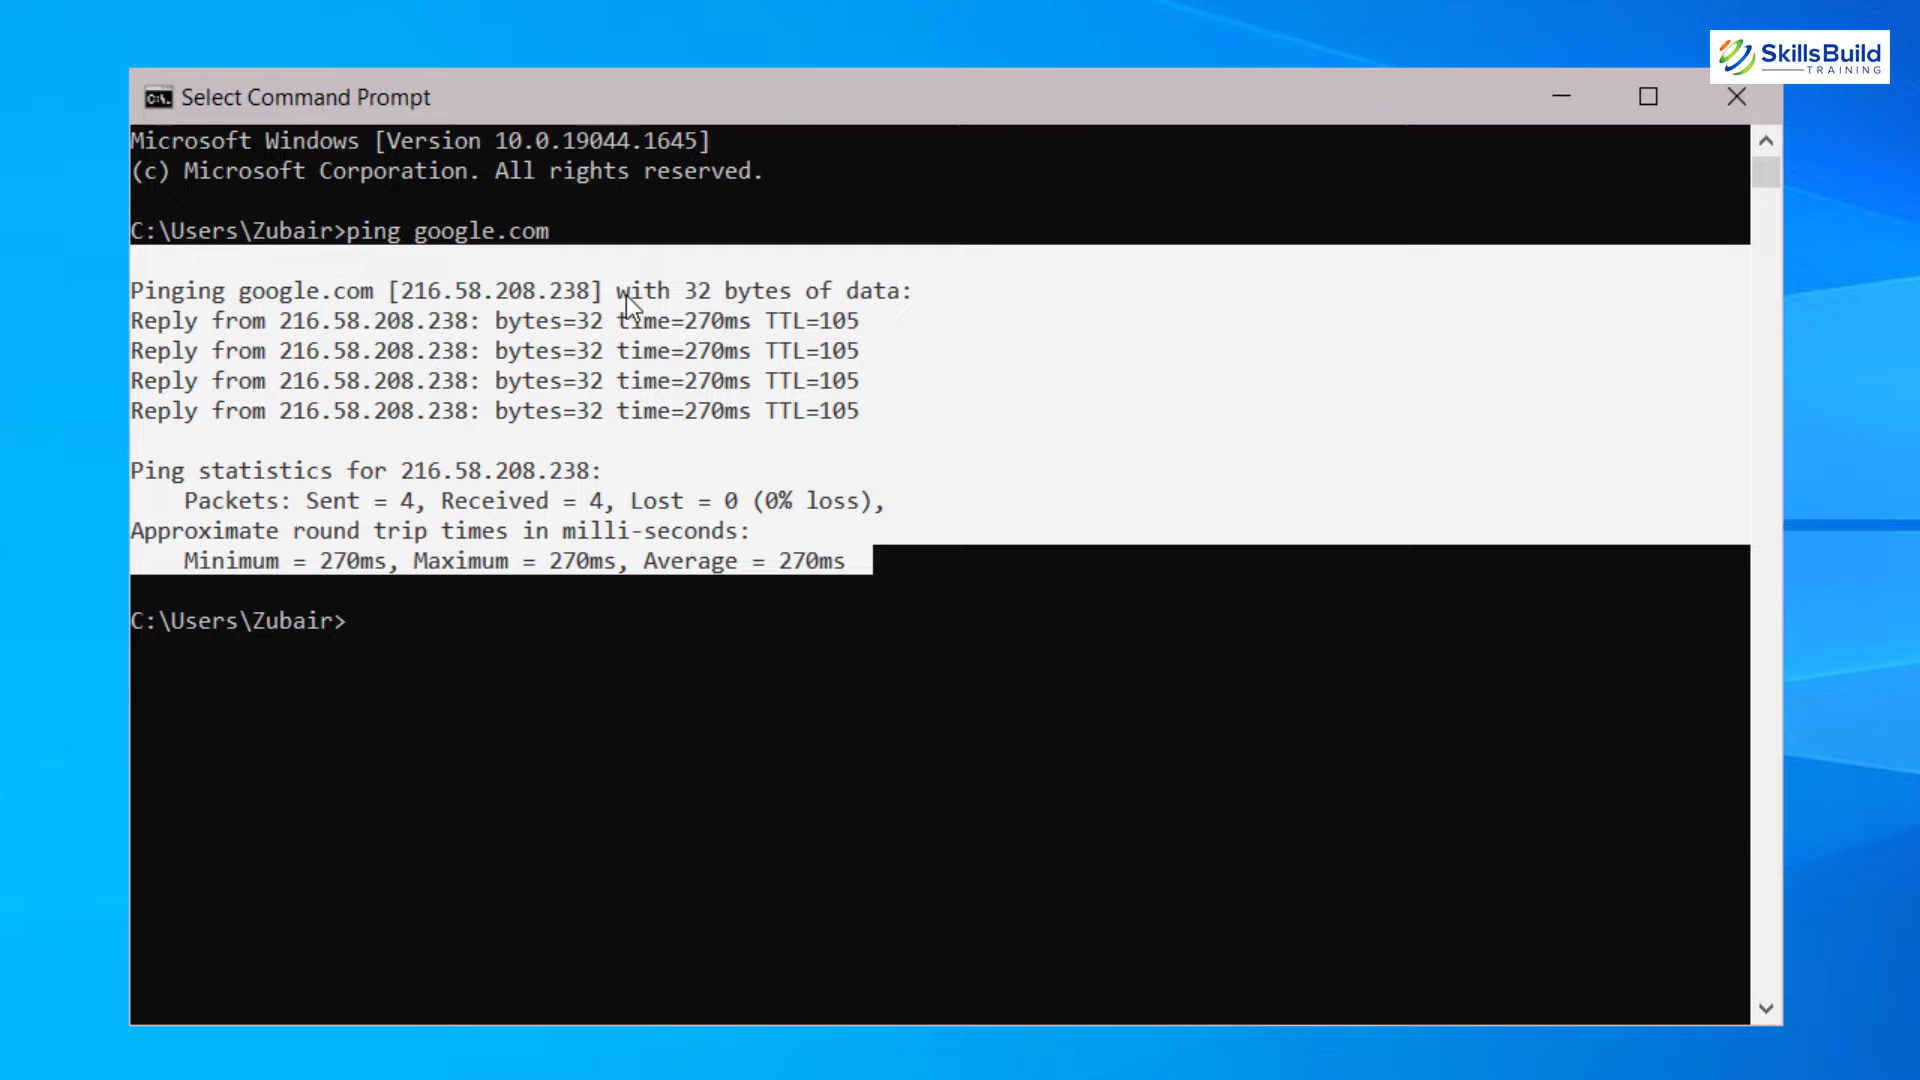 SkillsBuild
TRAINING
Select Command Prompt
Microsoft Windows [Version 10.0.19044.1645]
(c) Microsoft Corporation. All rights reserved.
C:\Users\Zubair>ping google.com
Pinging google.com [216.58.208.238] with 32 bytes of data:
Reply from 216.58.208.238: bytes=32 time=270ms TTL=105
Reply from 216.58.208.238: bytes=32 time=270ms TTL=105
Reply from 216.58.208.238: bytes=32 time=270ms TTL=105
Reply from 216.58.208.238: bytes=32 time=270ms TTL=105
Ping statistics for 216.58.208.238:
    Packets: Sent = 4, Received = 4, Lost = 0 (0% loss),
Approximate round trip times in milli-seconds:
    Minimum = 270ms, Maximum = 270ms, Average = 270ms
C:\Users\Zubair>